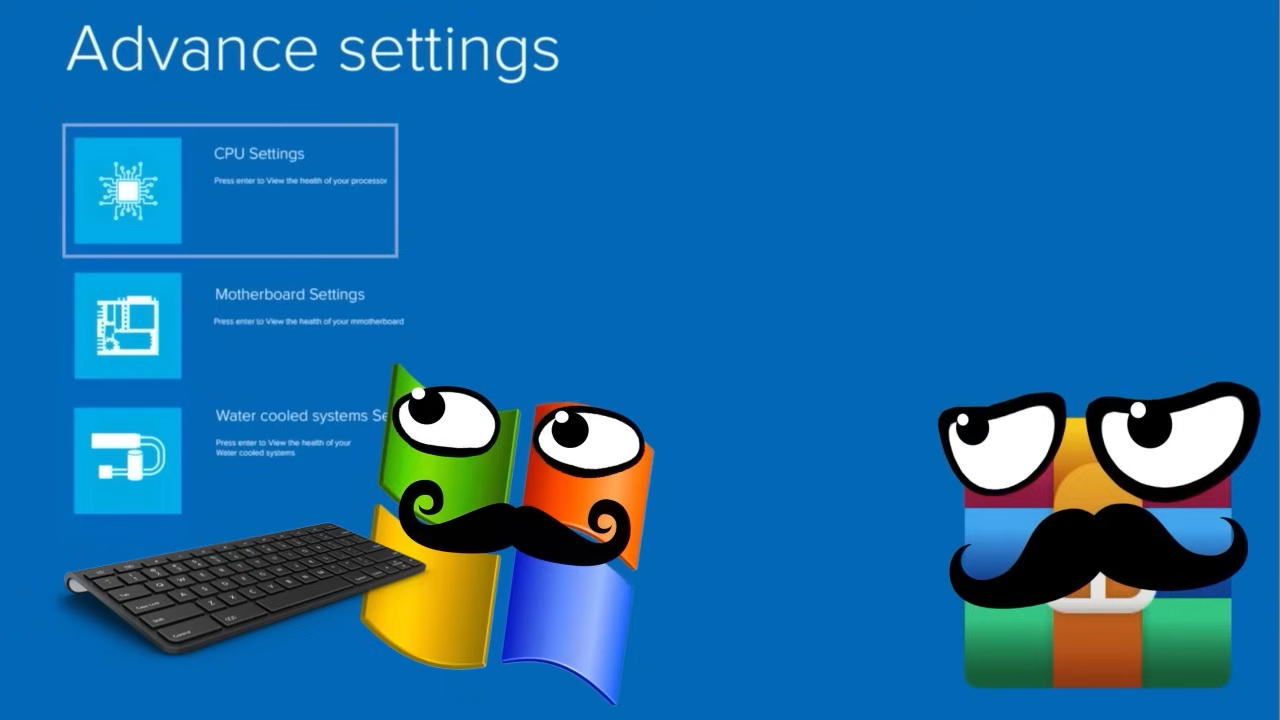 Advance settings
CPU Settings
Press enter to View the health of your processor
Motherboard Settings
Press enter to View the health of your mmotherboard
Water cooled systems Se
Press enter to View the health of your
Water cooled systems